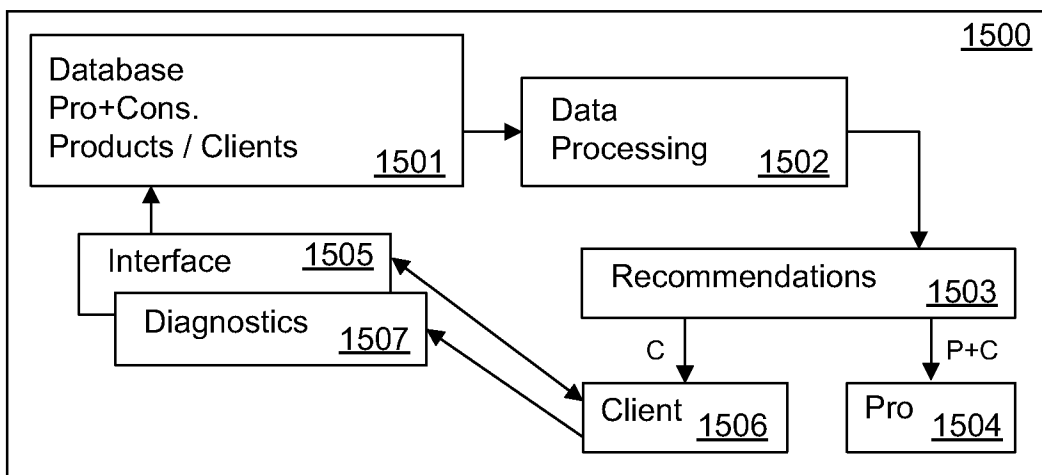 1500
Database
Pro+Cons.
Products / Clients
1501
Data
Processing
1502
Interface
1505
Diagnostics
1507
Recommendations
1503
C
P+C
Client
1506
Pro
1504